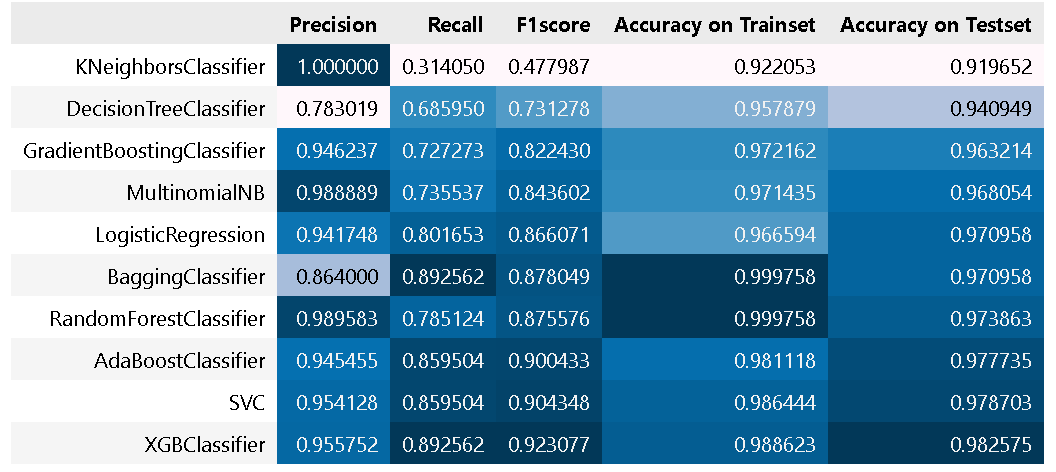 Precision Recall F1score Accuracy on Trainset Accuracy on Testset
KNeighborsClassifier 1.000000 0.314050 0.477987 0.922053 0.919652
DecisionTreeClassifier 0.783019 0.685950 0.731278 0.957879 0.940949
GradientBoostingClassifier 0.946237 0.727273 0.822430 0.972162 0.963214
MultinomialNB 0.988889 0.735537 0.843602 0.971435 0.968054
LogisticRegression 0.941748 0.801653 0.866071 0.966594 0.970958
BaggingClassifier 0.864000 0.892562 0.878049 0.999758 0.970958
RandomForestClassifier 0.989583 0.785124 0.875576 0.999758 0.973863
AdaBoostClassifier 0.945455 0.859504 0.900433 0.981118 0.977735
SVC 0.954128 0.859504 0.904348 0.986444 0.978703
XGBClassifier 0.955752 0.892562 0.923077 0.988623 0.982575